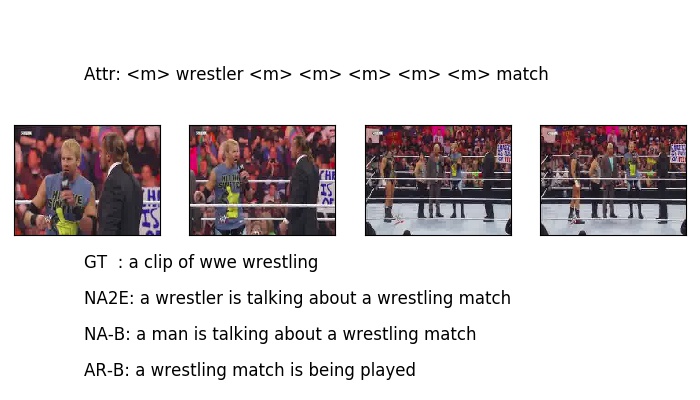 Attr: <m> wrestler <m> <m> <m> <m> <m> match
GT : a clip of wwe wrestling
NA2E: a wrestler is talking about a wrestling match
NA-B: a man is talking about a wrestling match
AR-B: a wrestling match is being played